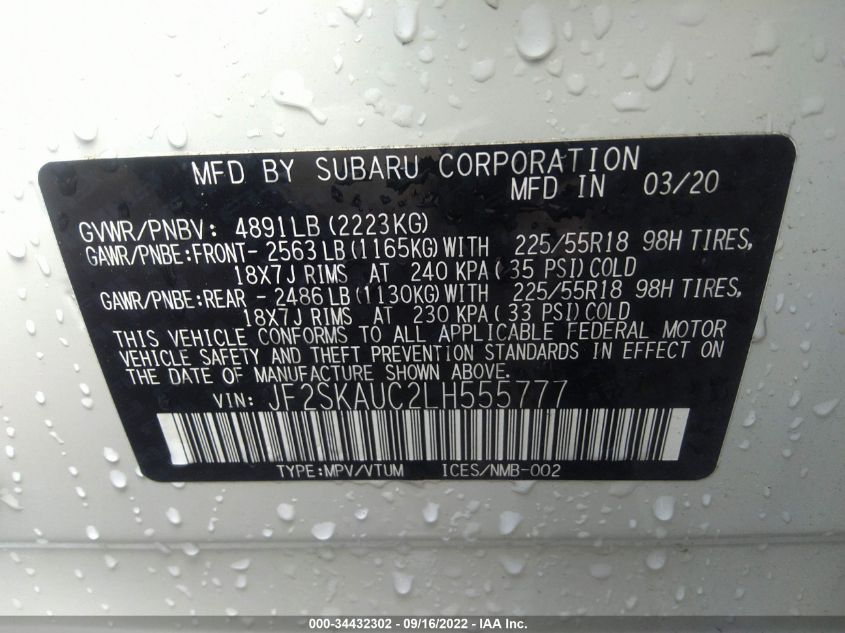 MFD BY SUBARU CORPORATION
MFD IN 03/20
GVWR/PNBV: 4891LB (2223KG)
GAWR/PNBE:FRONT- 2563LB (1165KG)WITH 225/55R18 98H TIRES,
18X7J RIMS AT 240 KPA(35 PSI)COLD
GAWR/PNBE:REAR - 2486LB (1130KG)WITH 225/55R18 98H TIRES,
18X7J RIMS AT 230 KPA(33 PSI)COLD
THIS VEHICLE CONFORMS TO ALL APPLICABLE FEDERAL MOTOR
VEHICLE SAFETY AND THEFT PREVENTION STANDARDS IN EFFECT ON
THE DATE OF MANUFACTURE SHOWN ABOVE.
VIN: JF2SKAUC2LH555777
TYPE:MPV/VTUM ICES/NMB-002
000-34432302 - 09/16/2022 - IAA Inc.